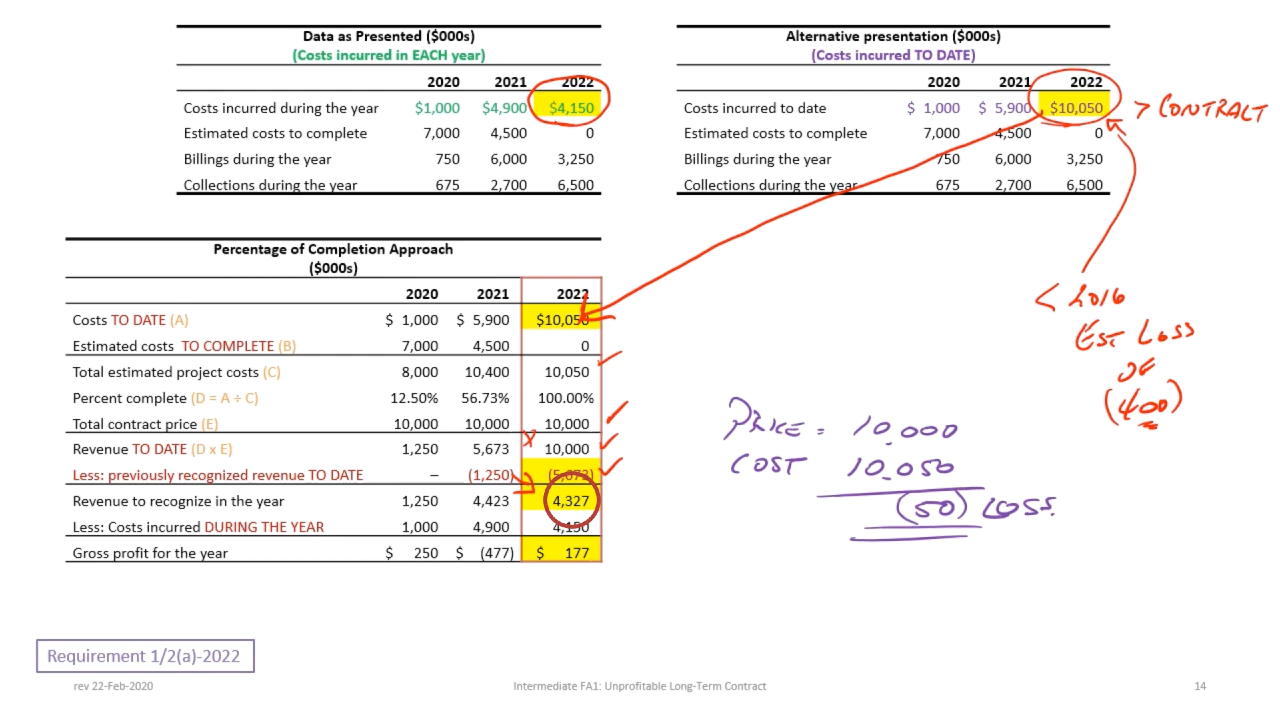 Data as Presented ($000s)
(Costs incurred in EACH year)
2020 2021 2022
Costs incurred during the year $1,000 $4,900 $4,150
Estimated costs to complete 7,000 4,500 0
Billings during the year 750 6,000 3,250
Collections during the year 675 2,700 6,500
Alternative presentation ($000s)
(Costs incurred TO DATE)
2020 2021 2022
Costs incurred to date $ 1,000 $ 5,900 $10,050
Estimated costs to complete 7,000 4,500 0
Billings during the year 750 6,000 3,250
Collections during the year 675 2,700 6,500
> CONTRACT
Percentage of Completion Approach
($000s)
2020 2021 2022
Costs TO DATE (A) $ 1,000 $ 5,900 $10,050
Estimated costs TO COMPLETE (B) 7,000 4,500 0
Total estimated project costs (C) 8,000 10,400 10,050
Percent complete (D = A ÷ C) 12.50% 56.73% 100.00%
Total contract price (E) 10,000 10,000 10,000
Revenue TO DATE (D x E) 1,250 5,673 10,000
Less: previously recognized revenue TO DATE – (1,250) (5,673)
Revenue to recognize in the year 1,250 4,423 4,327
Less: Costs incurred DURING THE YEAR 1,000 4,900 4,150
Gross profit for the year $ 250 $ (477) $ 177
x
< 2016
EST LOSS
OF
(400)
PRICE = 10,000
COST 10,050
(50) LOSS.
Requirement 1/2(a)-2022
rev 22-Feb-2020
Intermediate FA1: Unprofitable Long-Term Contract
14